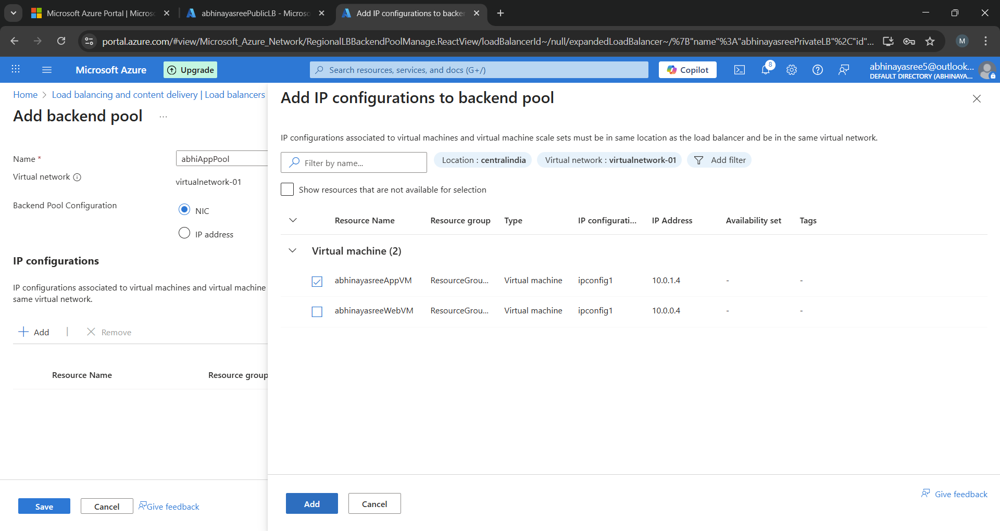 Microsoft Azure Portal | Micros
abhinayasreePublicLB - Micros
Add IP configurations to backe
portal.azure.com/#view/Microsoft_Azure_Network/RegionalLBBackendPoolManage.ReactView/loadBalancerId~/null/expandedLoadBalancer~/%7B"name"%3A"abhinayasreePrivateLB"%2C"id"...
M
Microsoft Azure
Upgrade
Search resources, services, and docs (G+/)
Copilot
8
abhinayasree5@outlook...
DEFAULT DIRECTORY (ABHINAYA...
Home > Load balancing and content delivery | Load balancers
Add backend pool ...
Name *
abhiAppPool
Virtual network
virtualnetwork-01
Backend Pool Configuration
NIC
IP address
IP configurations
IP configurations associated to virtual machines and virtual machine
same virtual network.
Add | Remove
Resource Name Resource group
Save Cancel Give feedback
Add IP configurations to backend pool
IP configurations associated to virtual machines and virtual machine scale sets must be in same location as the load balancer and be in the same virtual network.
Filter by name...
Location : centralindia
Virtual network : virtualnetwork-01
Add filter
Show resources that are not available for selection
Resource Name Resource group Type IP configurati... IP Address Availability set Tags
Virtual machine (2)
abhinayasreeAppVM ResourceGrou... Virtual machine ipconfig1 10.0.1.4 - -
abhinayasreeWebVM ResourceGrou... Virtual machine ipconfig1 10.0.0.4 - -
Add Cancel
Give feedback